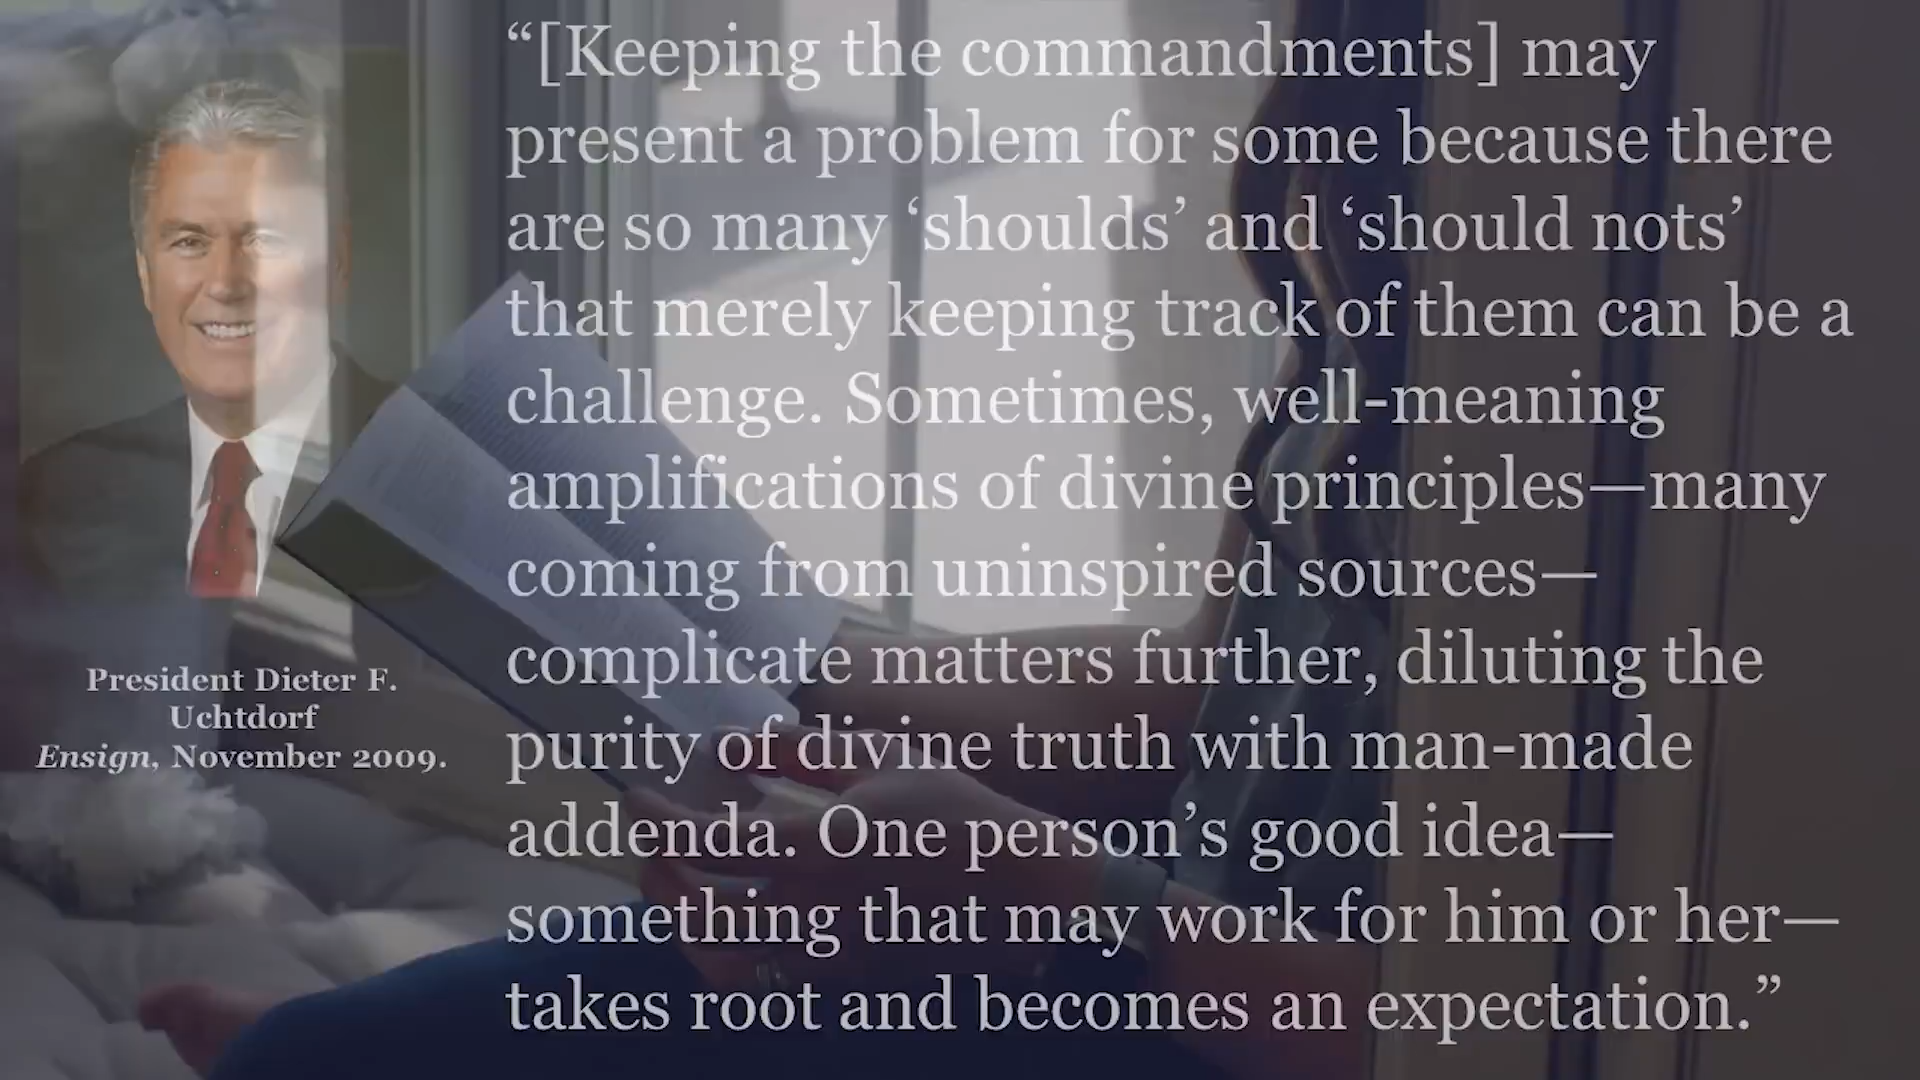 “[Keeping the commandments] may
present a problem for some because there
are so many ‘shoulds’ and ‘should nots’
that merely keeping track of them can be a
challenge. Sometimes, well-meaning
amplifications of divine principles—many
coming from uninspired sources—
complicate matters further, diluting the
purity of divine truth with man-made
addenda. One person’s good idea—
something that may work for him or her—
takes root and becomes an expectation.”
President Dieter F.
Uchtdorf
Ensign, November 2009.